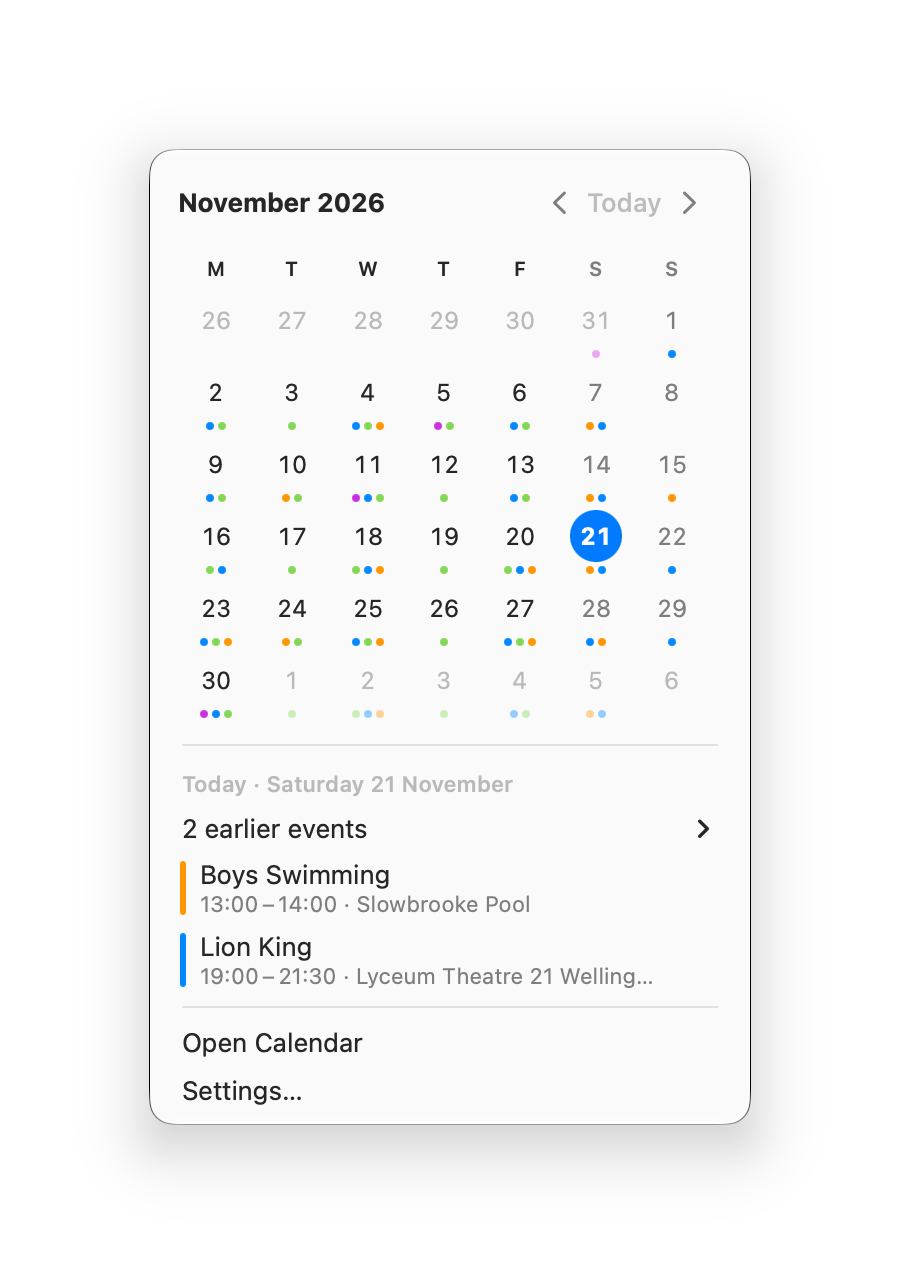 November 2026 Today
M T W T F S S
26 27 28 29 30 31 1
2 3 4 5 6 7 8
9 10 11 12 13 14 15
16 17 18 19 20 21 22
23 24 25 26 27 28 29
30 1 2 3 4 5 6
Today · Saturday 21 November
2 earlier events
Boys Swimming
13:00 – 14:00 · Slowbrooke Pool
Lion King
19:00 – 21:30 · Lyceum Theatre 21 Welling...
Open Calendar
Settings...